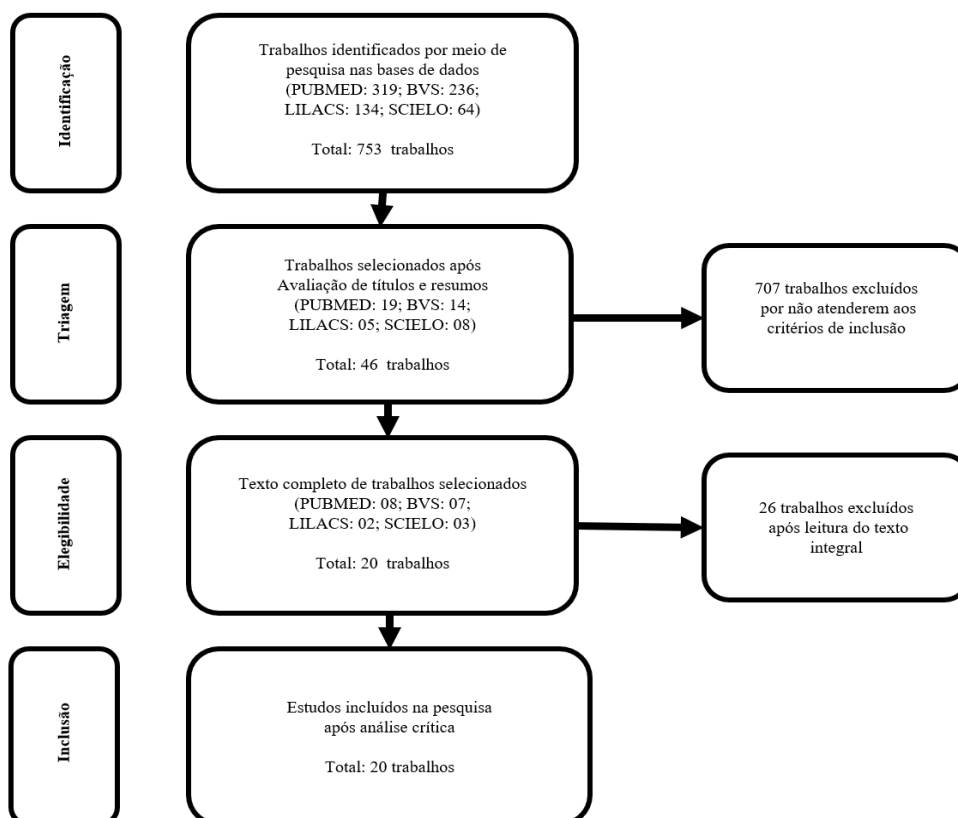 Identificação
Trabalhos identificados por meio de
pesquisa nas bases de dados
(PUBMED: 319; BVS: 236;
LILACS: 134; SCIELO: 64)
Total: 753 trabalhos
Triagem
Trabalhos selecionados após
Avaliação de títulos e resumos
(PUBMED: 19; BVS: 14;
LILACS: 05; SCIELO: 08)
Total: 46 trabalhos
707 trabalhos excluídos
por não atenderem aos
critérios de inclusão
Elegibilidade
Texto completo de trabalhos selecionados
(PUBMED: 08; BVS: 07;
LILACS: 02; SCIELO: 03)
Total: 20 trabalhos
26 trabalhos excluídos
após leitura do texto
integral
Inclusão
Estudos incluídos na pesquisa
após análise crítica
Total: 20 trabalhos